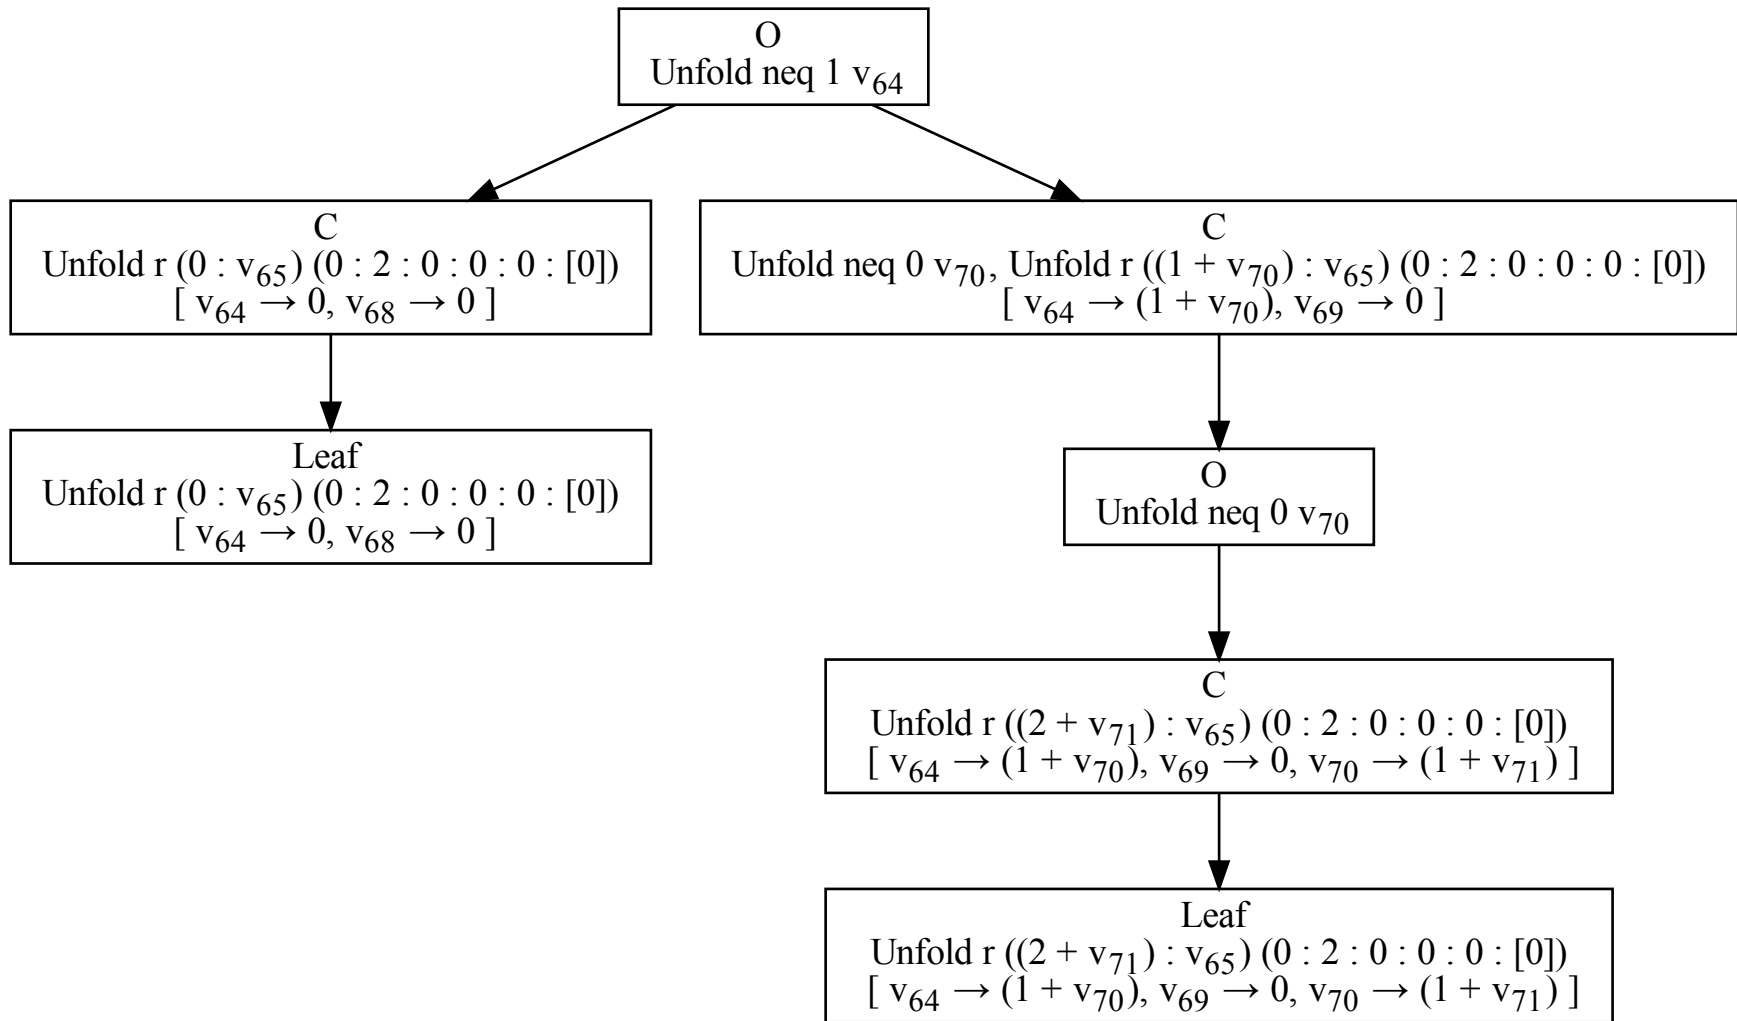 O
Unfold neq 1 v₆₄
C
Unfold r (0 : v₆₅) (0 : 2 : 0 : 0 : 0 : [0])
[ v₆₄ → 0, v₆₈ → 0 ]
C
Unfold neq 0 v₇₀, Unfold r ((1 + v₇₀) : v₆₅) (0 : 2 : 0 : 0 : 0 : [0])
[ v₆₄ → (1 + v₇₀), v₆₉ → 0 ]
Leaf
Unfold r (0 : v₆₅) (0 : 2 : 0 : 0 : 0 : [0])
[ v₆₄ → 0, v₆₈ → 0 ]
O
Unfold neq 0 v₇₀
C
Unfold r ((2 + v₇₁) : v₆₅) (0 : 2 : 0 : 0 : 0 : [0])
[ v₆₄ → (1 + v₇₀), v₆₉ → 0, v₇₀ → (1 + v₇₁) ]
Leaf
Unfold r ((2 + v₇₁) : v₆₅) (0 : 2 : 0 : 0 : 0 : [0])
[ v₆₄ → (1 + v₇₀), v₆₉ → 0, v₇₀ → (1 + v₇₁) ]